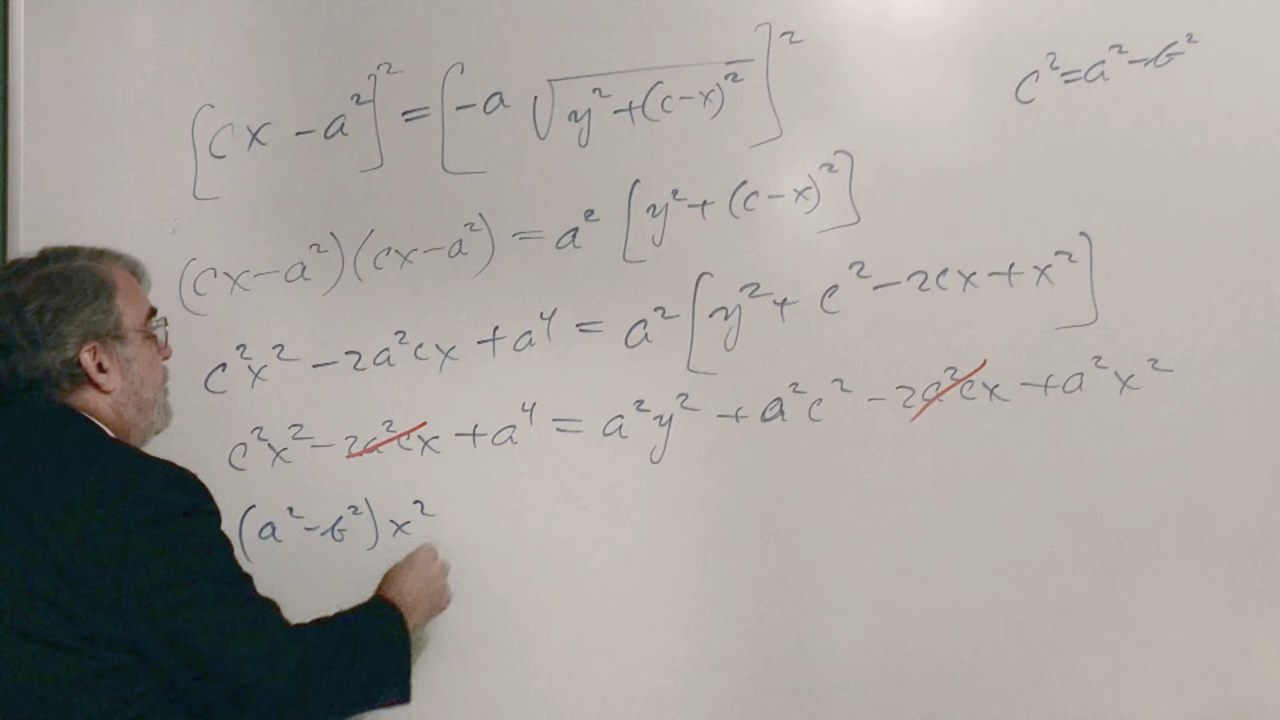 [cx - a²]² = [-a √(y² + (c-x)²)]²
c² = a² - b²
(cx - a²)(cx - a²) = a² [y² + (c-x)²]
c²x² - 2a²cx + a⁴ = a² [y² + c² - 2cx + x²]
c²x² - 2a²cx + a⁴ = a²y² + a²c² - 2a²cx + a²x²
(a² - b²)x²